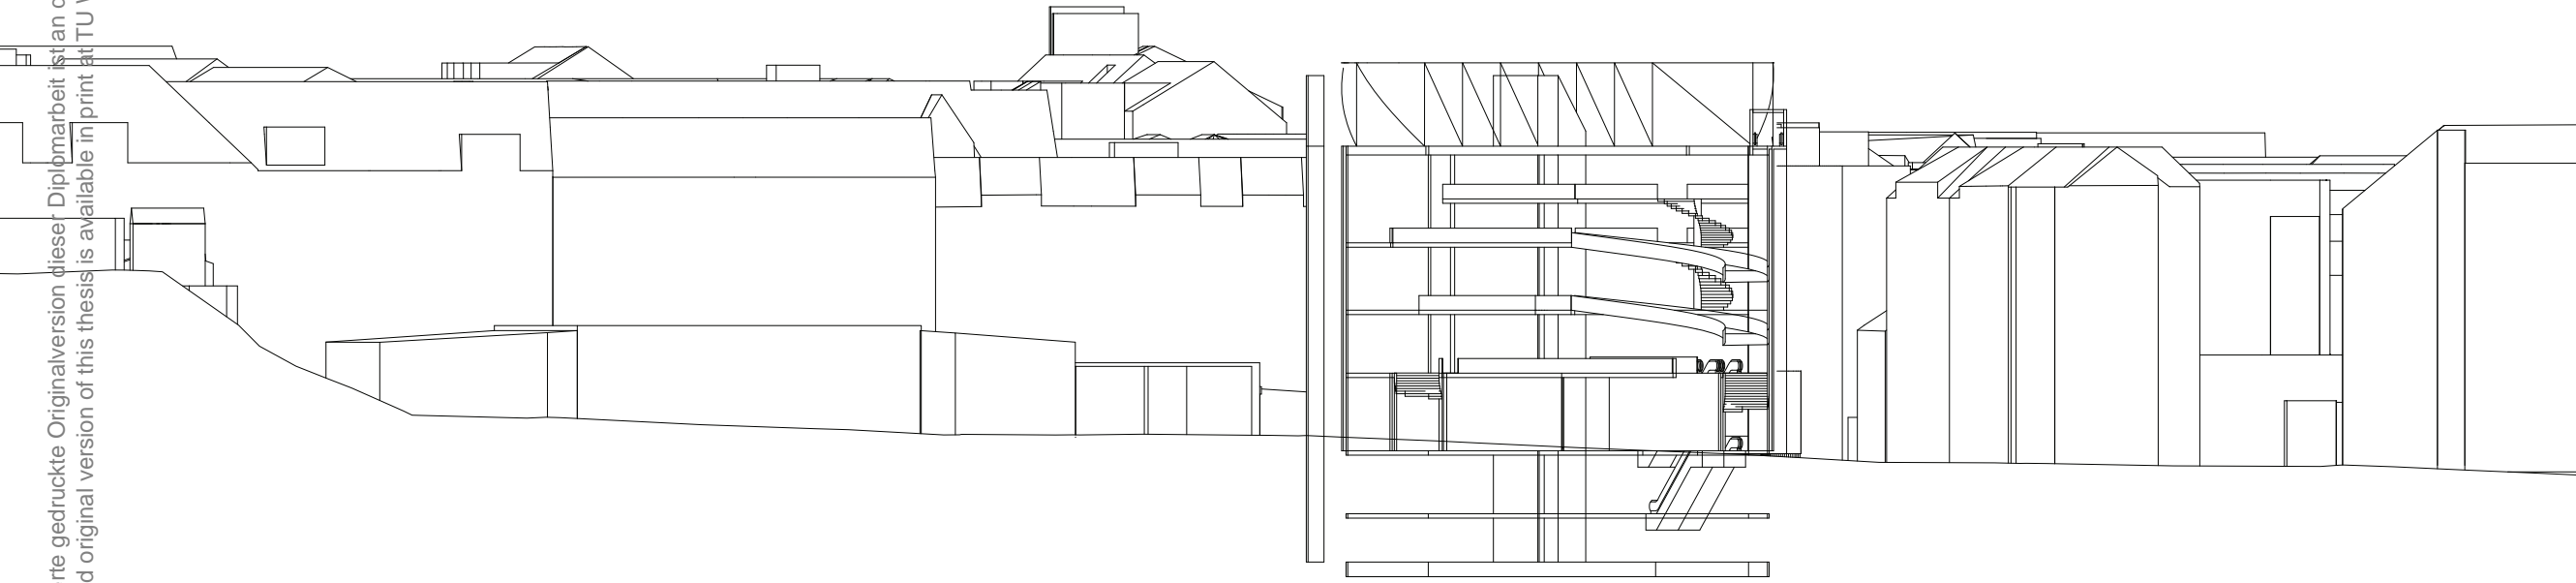 rte gedruckte Originalversion dieser Diplomarbeit ist an d
d original version of this thesis is available in print at TU W